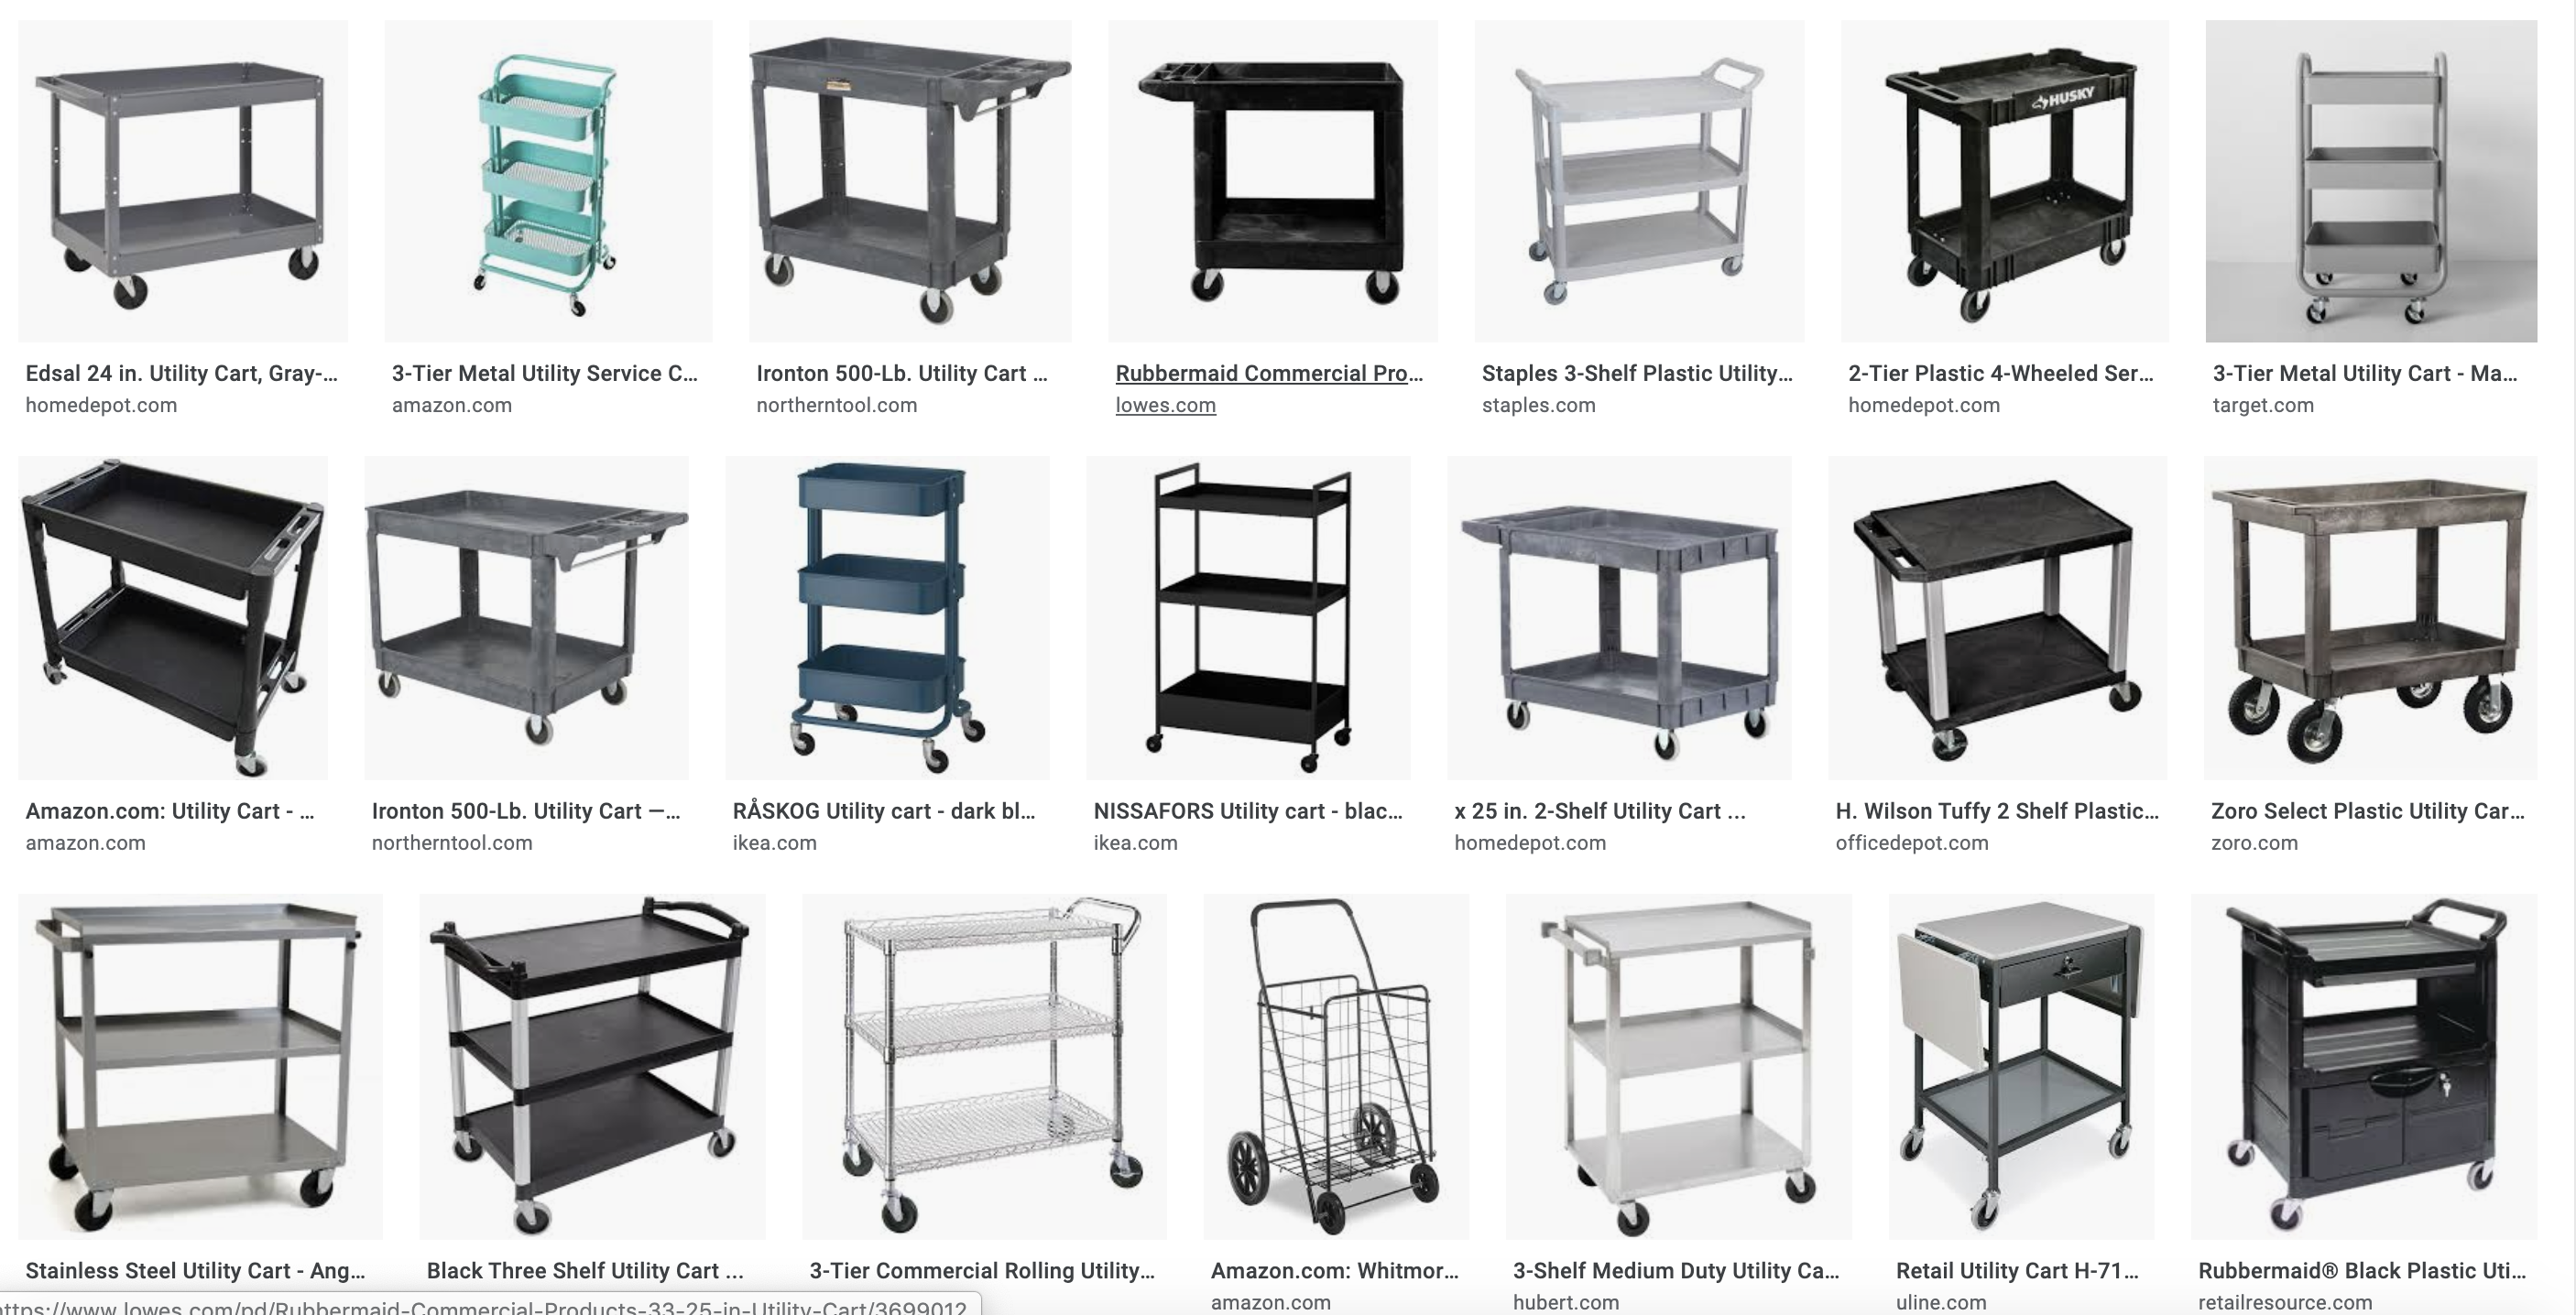 HUSKY
Edsal 24 in. Utility Cart, Gray-...
homedepot.com
3-Tier Metal Utility Service C...
amazon.com
Ironton 500-Lb. Utility Cart ...
northerntool.com
Rubbermaid Commercial Pro...
lowes.com
Staples 3-Shelf Plastic Utility...
staples.com
2-Tier Plastic 4-Wheeled Ser...
homedepot.com
3-Tier Metal Utility Cart - Ma...
target.com
Amazon.com: Utility Cart - ...
amazon.com
Ironton 500-Lb. Utility Cart —...
northerntool.com
RÅSKOG Utility cart - dark bl...
ikea.com
NISSAFORS Utility cart - blac...
ikea.com
x 25 in. 2-Shelf Utility Cart ...
homedepot.com
H. Wilson Tuffy 2 Shelf Plastic...
officedepot.com
Zoro Select Plastic Utility Car...
zoro.com
Stainless Steel Utility Cart - Ang...
Black Three Shelf Utility Cart ...
3-Tier Commercial Rolling Utility...
Amazon.com: Whitmor...
amazon.com
3-Shelf Medium Duty Utility Ca...
hubert.com
Retail Utility Cart H-71...
uline.com
Rubbermaid® Black Plastic Uti...
retailresource.com
ttps://www.lowes.com/pd/Rubbermaid-Commercial-Products-33-25-in-Utility-Cart/3699012